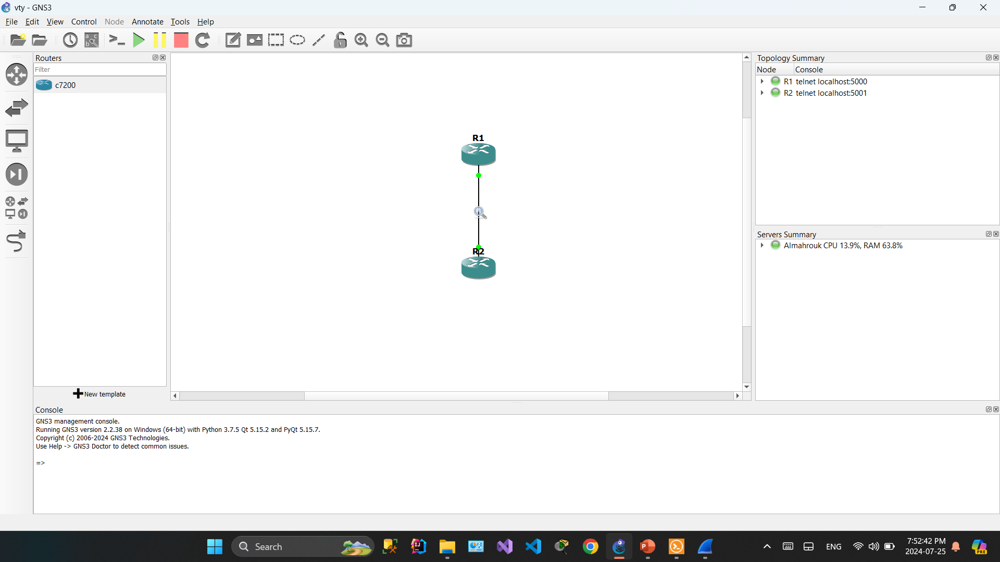 vty - GNS3
File Edit View Control Node Annotate Tools Help
Routers
Filter
c7200
New template
R1
R2
Topology Summary
Node Console
R1 telnet localhost:5000
R2 telnet localhost:5001
Servers Summary
Almahrouk CPU 13.9%, RAM 63.8%
Console
GNS3 management console.
Running GNS3 version 2.2.38 on Windows (64-bit) with Python 3.7.5 Qt 5.15.2 and PyQt 5.15.7.
Copyright (c) 2006-2024 GNS3 Technologies.
Use Help -> GNS3 Doctor to detect common issues.
=>
Search
ENG
7:52:42 PM
2024-07-25
PRE